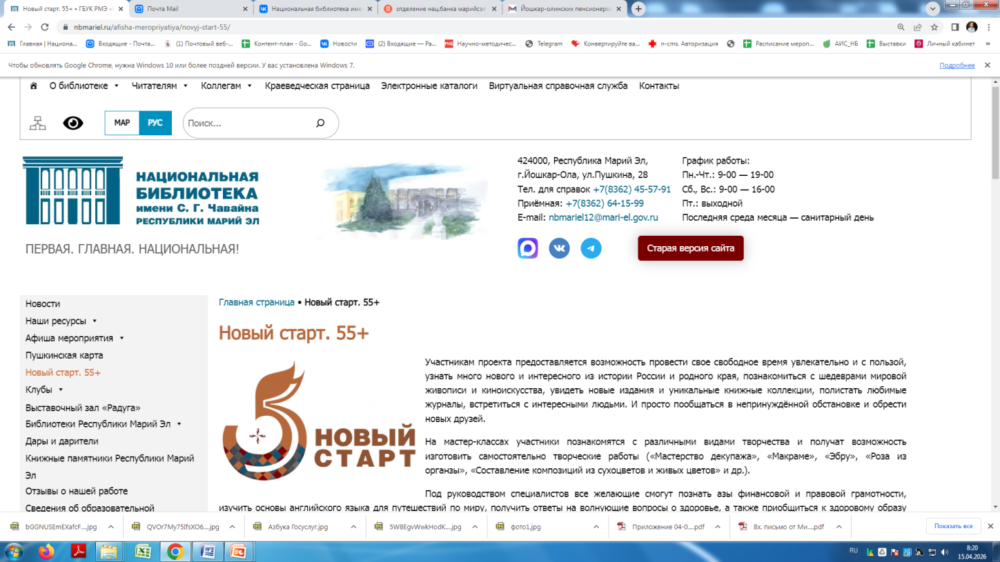 Новый старт. 55+ • ГБУК РМЭ «
Почта Mail
Национальная библиотека име
отделение нац.банка марийсэл
Йошкар-олинских пенсионеро
nbmariel.ru/afisha-meropriyatiya/novyj-start-55/
Главная | Национа...
Входящие - Почта...
(1) Почтовый веб-...
Контент-план - Go...
Новости
(2) Входящие — Ра...
Научно-методичес...
Telegram
Конвертируйте ва...
n-cms. Авторизация
Расписание мероп...
АИС_НБ
Выставки
Личный кабинет
»
Чтобы обновлять Google Chrome, нужна Windows 10 или более поздней версии. У вас установлена Windows 7.
Подробнее
О библиотеке
Читателям
Коллегам
Краеведческая страница
Электронные каталоги
Виртуальная справочная служба
Контакты
МАР
РУС
Поиск...
НАЦИОНАЛЬНАЯ
БИБЛИОТЕКА
имени С. Г. Чавайна
РЕСПУБЛИКИ МАРИЙ ЭЛ
ПЕРВАЯ. ГЛАВНАЯ. НАЦИОНАЛЬНАЯ!
424000, Республика Марий Эл,
г.Йошкар-Ола, ул.Пушкина, 28
Тел. для справок +7(8362) 45-57-91
Приёмная: +7(8362) 64-15-99
E-mail: nbmariel12@mari-el.gov.ru
График работы:
Пн.-Чт.: 9-00 — 19-00
Сб., Вс.: 9-00 — 16-00
Пт.: выходной
Последняя среда месяца — санитарный день
Старая версия сайта
Новости
Наши ресурсы
Афиша мероприятия
Пушкинская карта
Новый старт. 55+
Клубы
Выставочный зал «Радуга»
Библиотеки Республики Марий Эл
Дары и дарители
Книжные памятники Республики Марий
Эл
Отзывы о нашей работе
Сведения об образовательной
Главная страница • Новый старт. 55+
Новый старт. 55+
НОВЫЙ
СТАРТ
Участникам проекта предоставляется возможность провести свое свободное время увлекательно и с пользой,
узнать много нового и интересного из истории России и родного края, познакомиться с шедеврами мировой
живописи и киноискусства, увидеть новые издания и уникальные книжные коллекции, полистать любимые
журналы, встретиться с интересными людьми. И просто пообщаться в непринуждённой обстановке и обрести
новых друзей.
На мастер-классах участники познакомятся с различными видами творчества и получат возможность
изготовить самостоятельно творческие работы («Мастерство декупажа», «Макраме», «Эбру», «Роза из
органзы», «Составление композиций из сухоцветов и живых цветов» и др.).
Под руководством специалистов все желающие смогут познать азы финансовой и правовой грамотности,
изучить основы английского языка для путешествий по миру, получить ответы на волнующие вопросы о здоровье, а также приобщиться к здоровому образу
bGGNUSEmEXafcF....jpg
QVOr7My75IfsXO6....jpg
Азбука Госуслуг.jpg
5WBEgvWwkHodK....jpg
фото1.jpg
Приложение 04-0....pdf
Вх. письмо от Ми....pdf
Показать все
RU
8:20
15.04.2026